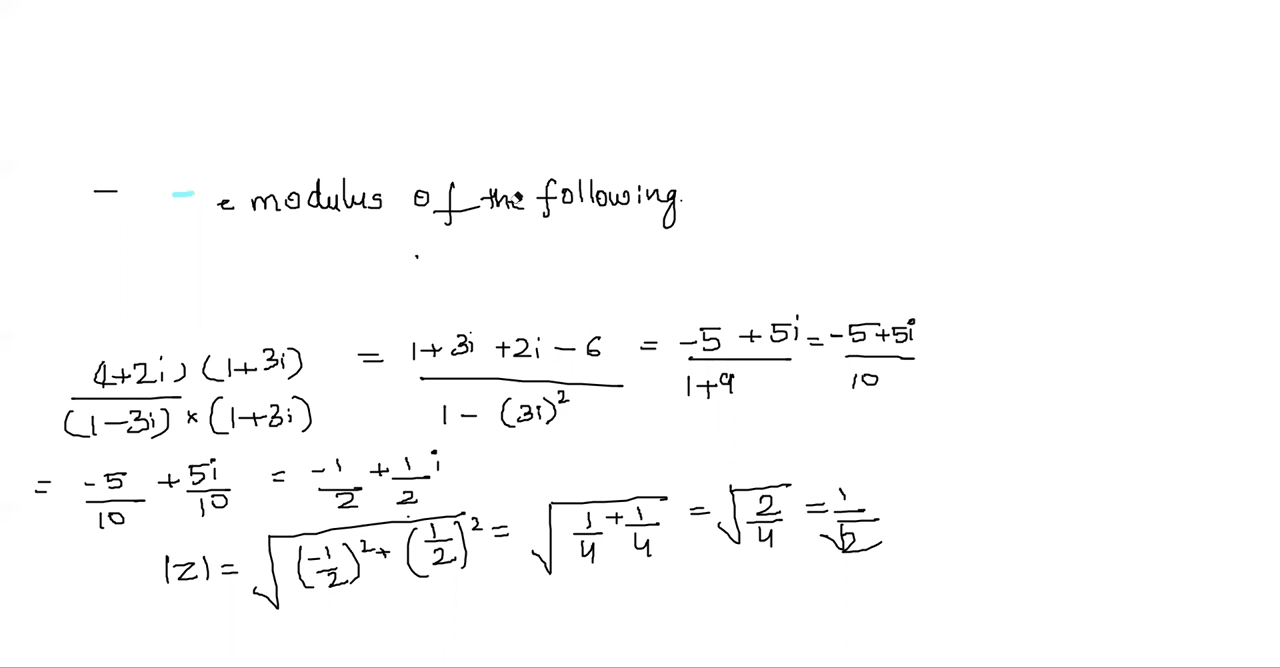 e modulus of the following.
4+2i) (1+3i) / (1-3i) × (1+3i) = 1+3i+2i-6 / 1-(3i)² = -5+5i / 1+9 = -5+5i / 10
= -5/10 + 5i/10 = -1/2 + 1/2 i
|z| = √((-1/2)² + (1/2)²) = √(1/4 + 1/4) = √(2/4) = 1/√2